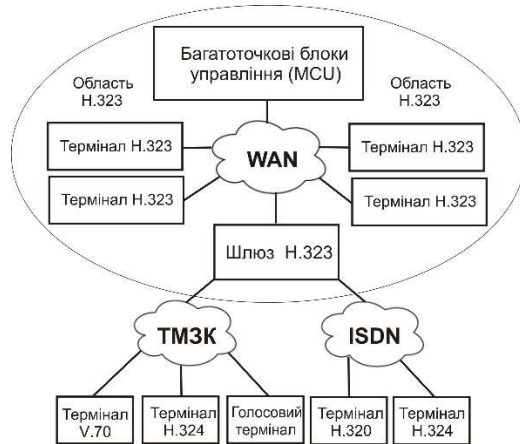 Багатоточкові блоки
управління (MCU)
Область
H.323
Область
H.323
Термінал H.323
Термінал H.323
WAN
Термінал H.323
Термінал H.323
Шлюз H.323
ТМЗК
ISDN
Термінал
V.70
Термінал
H.324
Голосовий
термінал
Термінал
H.320
Термінал
H.324